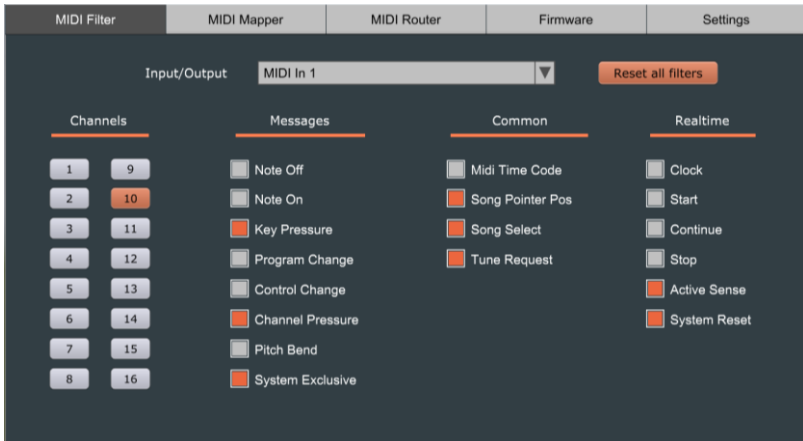 MIDI Filter MIDI Mapper MIDI Router Firmware Settings
Input/Output MIDI In 1 Reset all filters
Channels Messages Common Realtime
1 9 Note Off Midi Time Code Clock
2 10 Note On Song Pointer Pos Start
3 11 Key Pressure Song Select Continue
4 12 Program Change Tune Request Stop
5 13 Control Change Active Sense
6 14 Channel Pressure System Reset
7 15 Pitch Bend
8 16 System Exclusive